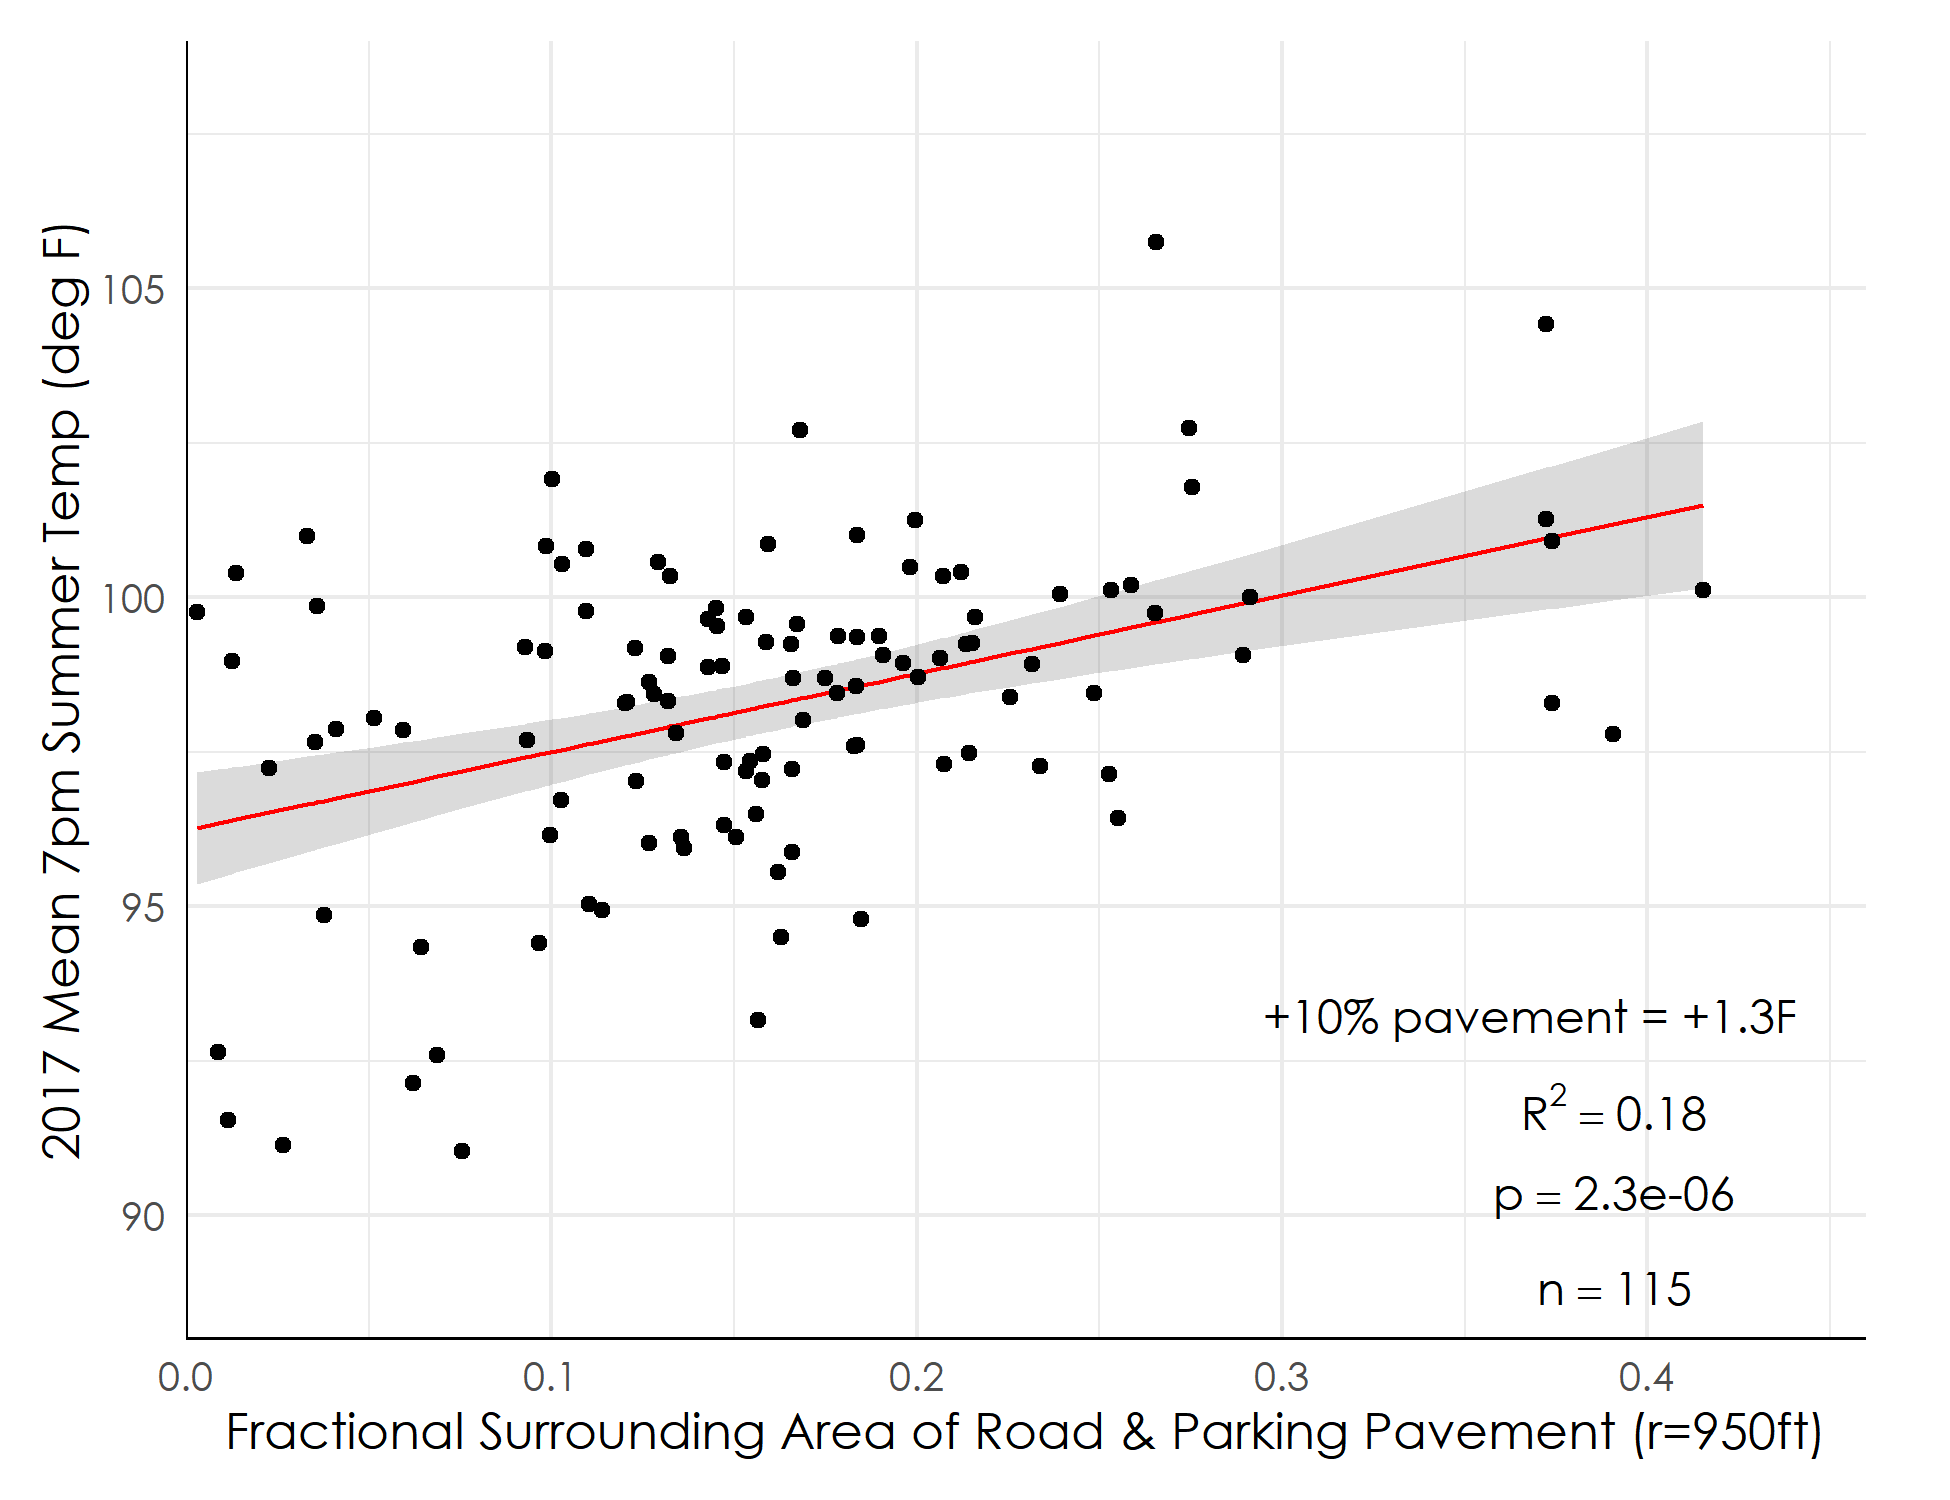 2017 Mean 7pm Summer Temp (deg F)
105
100
95
90
+10% pavement = +1.3F
R² = 0.18
p = 2.3e-06
n = 115
0.0 0.1 0.2 0.3 0.4
Fractional Surrounding Area of Road & Parking Pavement (r=950ft)